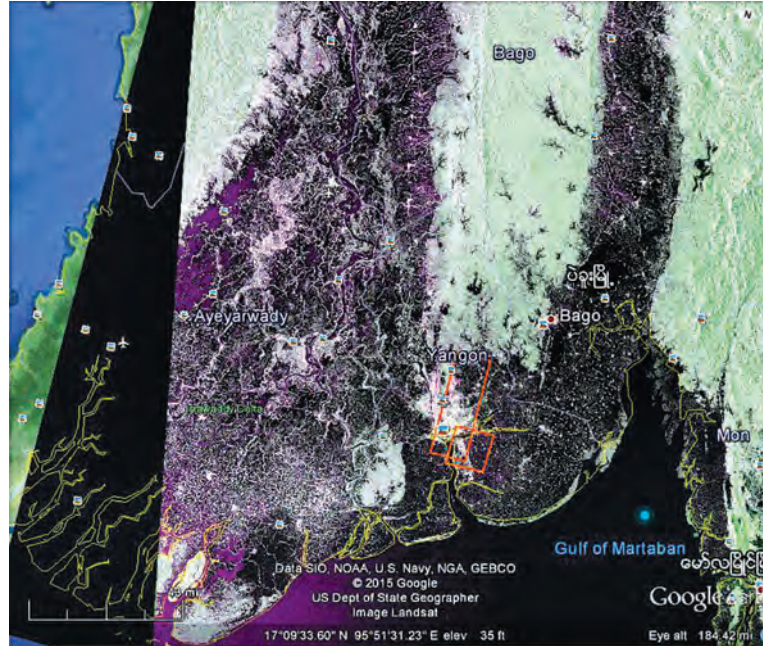 N
Bago
ပဲခူးမြို့
Ayeyarwady
Bago
Yangon
Irrawaddy Delta
Mon
Gulf of Martaban
Data SIO, NOAA, U.S. Navy, NGA, GEBCO
© 2015 Google
US Dept of State Geographer
Image Landsat
Google
17°09'33.60" N 95°51'31.23" E elev 35 ft
Eye alt 184.42 mi